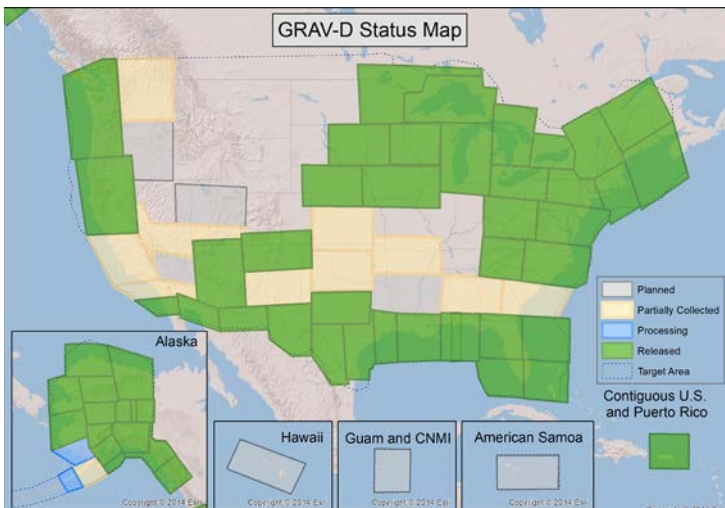 GRAV-D Status Map
Planned
Partially Collected
Processing
Released
Target Area
Contiguous U.S.
and Puerto Rico
Alaska
Copyright © 2014 Esri
Hawaii
Copyright © 2014 Esri
Guam and CNMI
Copyright © 2014 Esri
American Samoa
Copyright © 2014 Esri